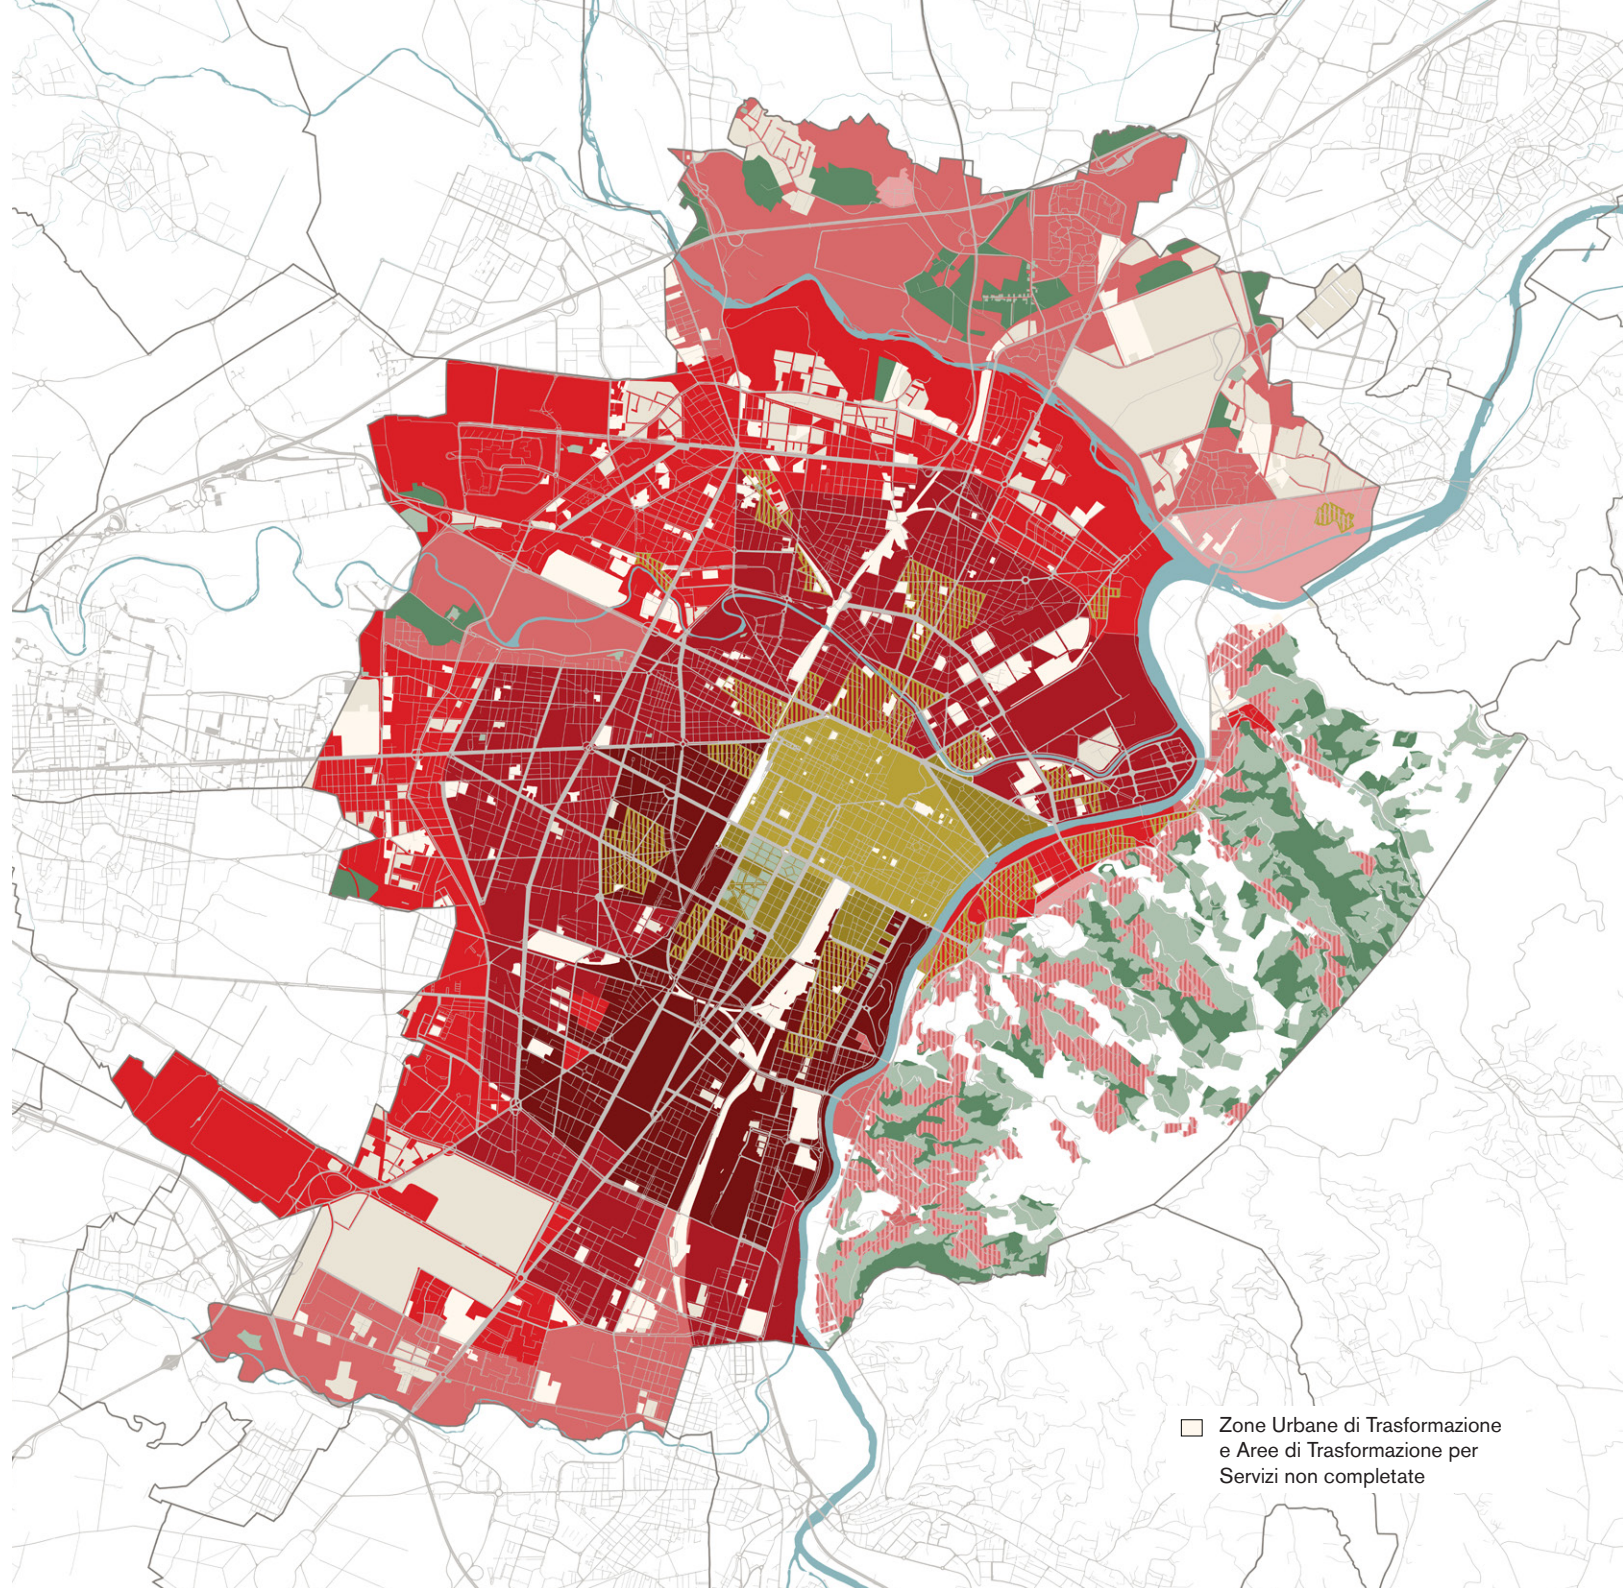 Zone Urbane di Trasformazione
e Aree di Trasformazione per
Servizi non completate